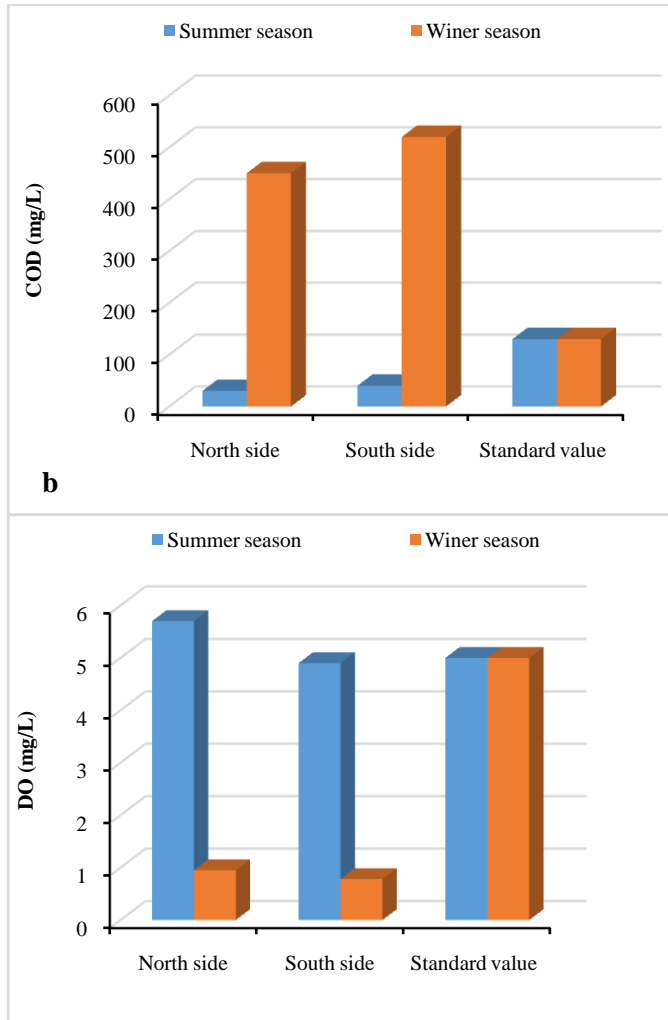 Summer season Winer season
600
500
400
300
200
100
0
COD (mg/L)
North side South side Standard value
b
Summer season Winer season
6
5
4
3
2
1
0
DO (mg/L)
North side South side Standard value